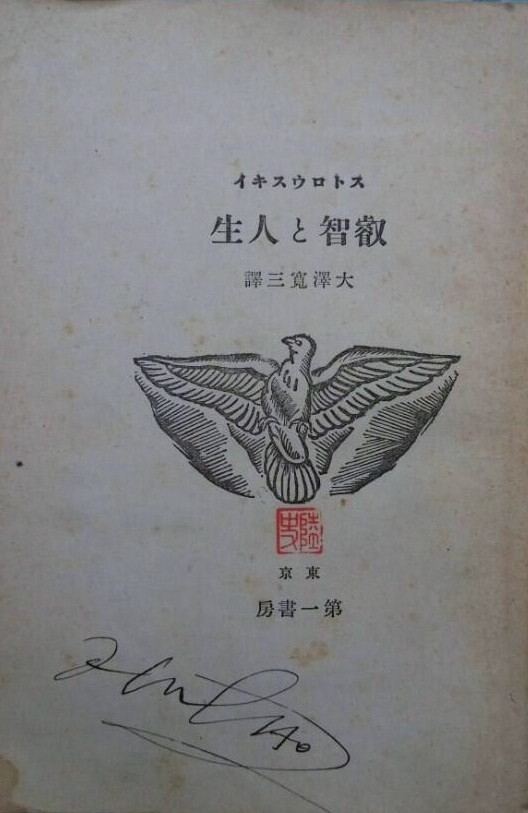 ストロウスキイ
叡智と人生
大澤寛三譯
東京
第一書房